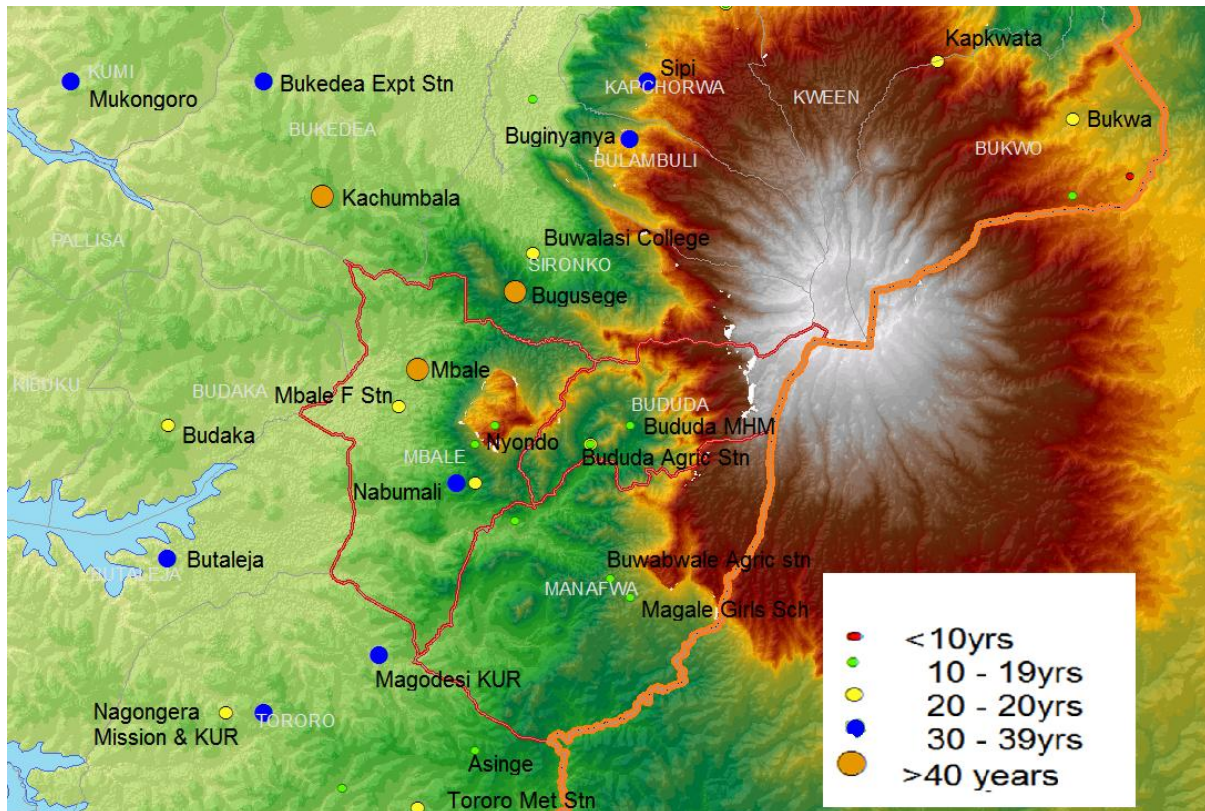 Kapkwata
Sipi
KUMI
Mukongoro
Bukedea Expt Stn
KAPCHORWA
KWEEN
BUKEDEA
Buginyanya
BULAMBULI
Bukwa
BUKWO
Kachumbala
PALLISA
Buwalasi College
SIRONKO
Bugusege
Mbale
KIBUKU
BUDAKA
Mbale F Stn
BUDUDA
Budaka
Nyondo
Bududa MHM
MBALE
Bududa Agric Stn
Nabumali
Butaleja
BUTALEJA
Buwabwale Agric stn
MANAFWA
Magale Girls Sch
Magodesi KUR
Nagongera
Mission & KUR
TORORO
Asinge
Tororo Met Stn
<10yrs
10 - 19yrs
20 - 20yrs
30 - 39yrs
>40 years